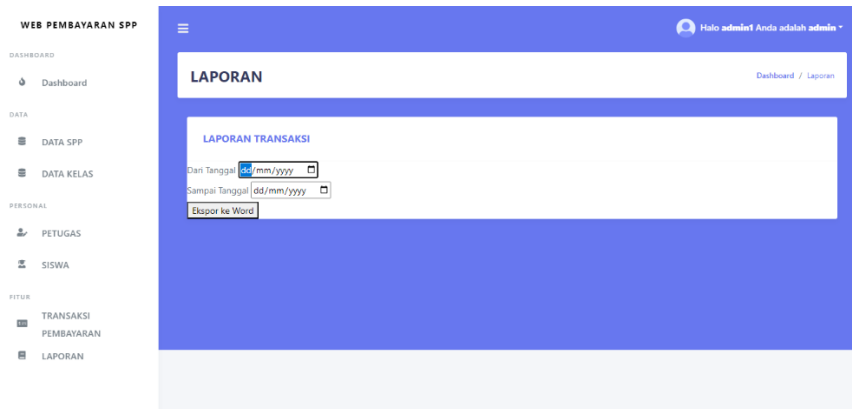 WEB PEMBAYARAN SPP
DASHBOARD
Dashboard
DATA
DATA SPP
DATA KELAS
PERSONAL
PETUGAS
SISWA
FITUR
TRANSAKSI
PEMBAYARAN
LAPORAN
Halo admin1 Anda adalah admin
LAPORAN
Dashboard / Laporan
LAPORAN TRANSAKSI
Dari Tanggal dd/mm/yyyy
Sampai Tanggal dd/mm/yyyy
Ekspor ke Word